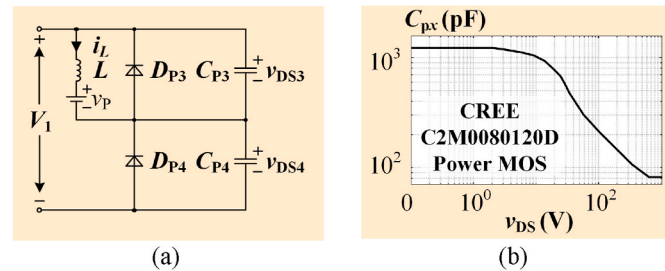 +
i_L
L
+
− v_P
V_1
D_P3 C_P3
+
− v_DS3
D_P4 C_P4
+
− v_DS4
−
(a)
C_px (pF)
10^3
10^2
CREE
C2M0080120D
Power MOS
0 10^0 10^2
v_DS (V)
(b)